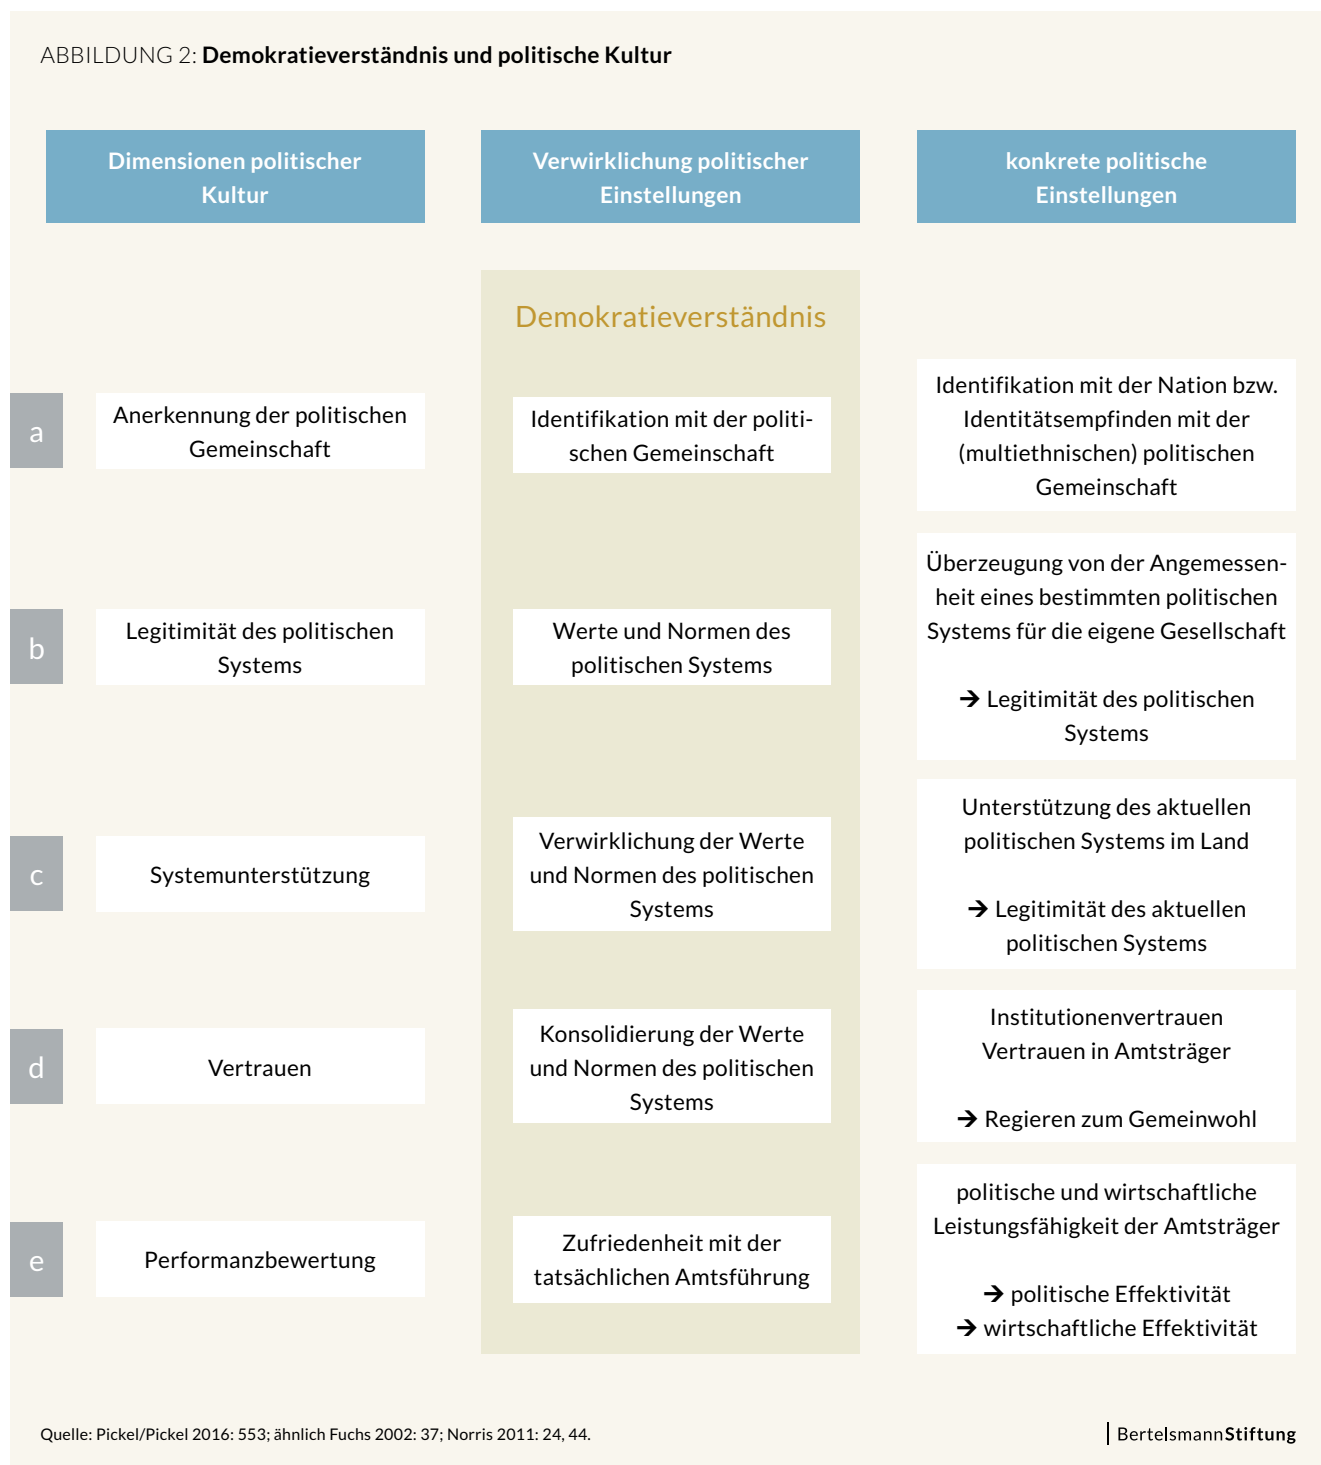 ABBILDUNG 2: Demokratieverständnis und politische Kultur
Dimensionen politischer
Kultur
Verwirklichung politischer
Einstellungen
konkrete politische
Einstellungen
Demokratieverständnis
a
Anerkennung der politischen
Gemeinschaft
Identifikation mit der politi-
schen Gemeinschaft
Identifikation mit der Nation bzw.
Identitätsempfinden mit der
(multiethnischen) politischen
Gemeinschaft
b
Legitimität des politischen
Systems
Werte und Normen des
politischen Systems
Überzeugung von der Angemessen-
heit eines bestimmten politischen
Systems für die eigene Gesellschaft
→ Legitimität des politischen
Systems
c
Systemunterstützung
Verwirklichung der Werte
und Normen des politischen
Systems
Unterstützung des aktuellen
politischen Systems im Land
→ Legitimität des aktuellen
politischen Systems
d
Vertrauen
Konsolidierung der Werte
und Normen des politischen
Systems
Institutionenvertrauen
Vertrauen in Amtsträger
→ Regieren zum Gemeinwohl
e
Performanzbewertung
Zufriedenheit mit der
tatsächlichen Amtsführung
politische und wirtschaftliche
Leistungsfähigkeit der Amtsträger
→ politische Effektivität
→ wirtschaftliche Effektivität
Quelle: Pickel/Pickel 2016: 553; ähnlich Fuchs 2002: 37; Norris 2011: 24, 44.
BertelsmannStiftung